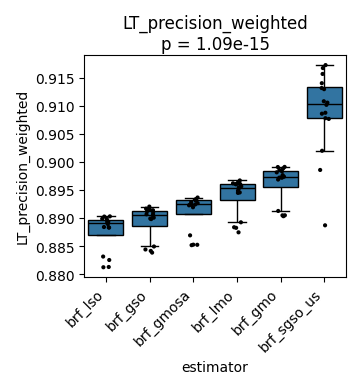 LT_precision_weighted
p = 1.09e-15
LT_precision_weighted
0.915
0.910
0.905
0.900
0.895
0.890
0.885
0.880
brf_lso
brf_gso
brf_gmosa
brf_lmo
brf_gmo
brf_sgso_us
estimator